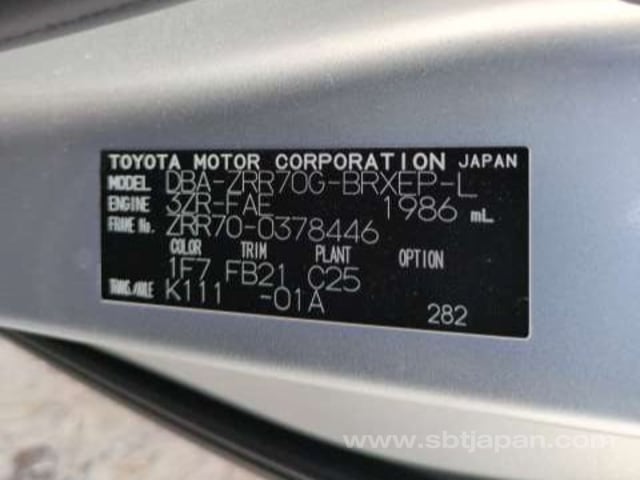 TOYOTA MOTOR CORPORATION JAPAN
MODEL DBA-ZRR70G-BRXEP-L
ENGINE 3ZR-FAE 1986 mL
FRAME No. ZRR70-0378446
COLOR TRIM PLANT OPTION
1F7 FB21 C25
TRANS/AXLE K111 -01A
282
www.sbtjapan.com